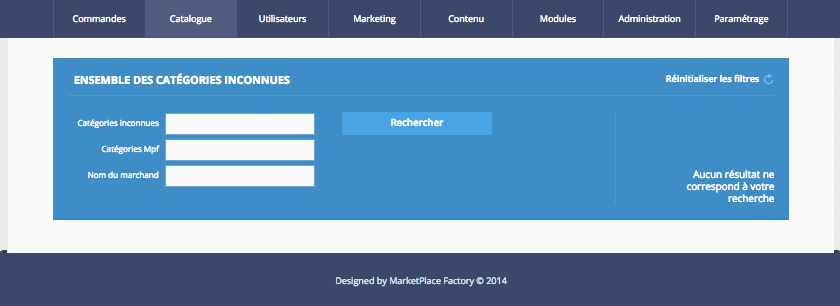 Commandes Catalogue Utilisateurs Marketing Contenu Modules Administration Paramétrage
ENSEMBLE DES CATÉGORIES INCONNUES
Réinitialiser les filtres
Catégories Inconnues
Rechercher
Catégories Mpf
Nom du marchand
Aucun résultat ne
correspond à votre
recherche
Designed by MarketPlace Factory © 2014